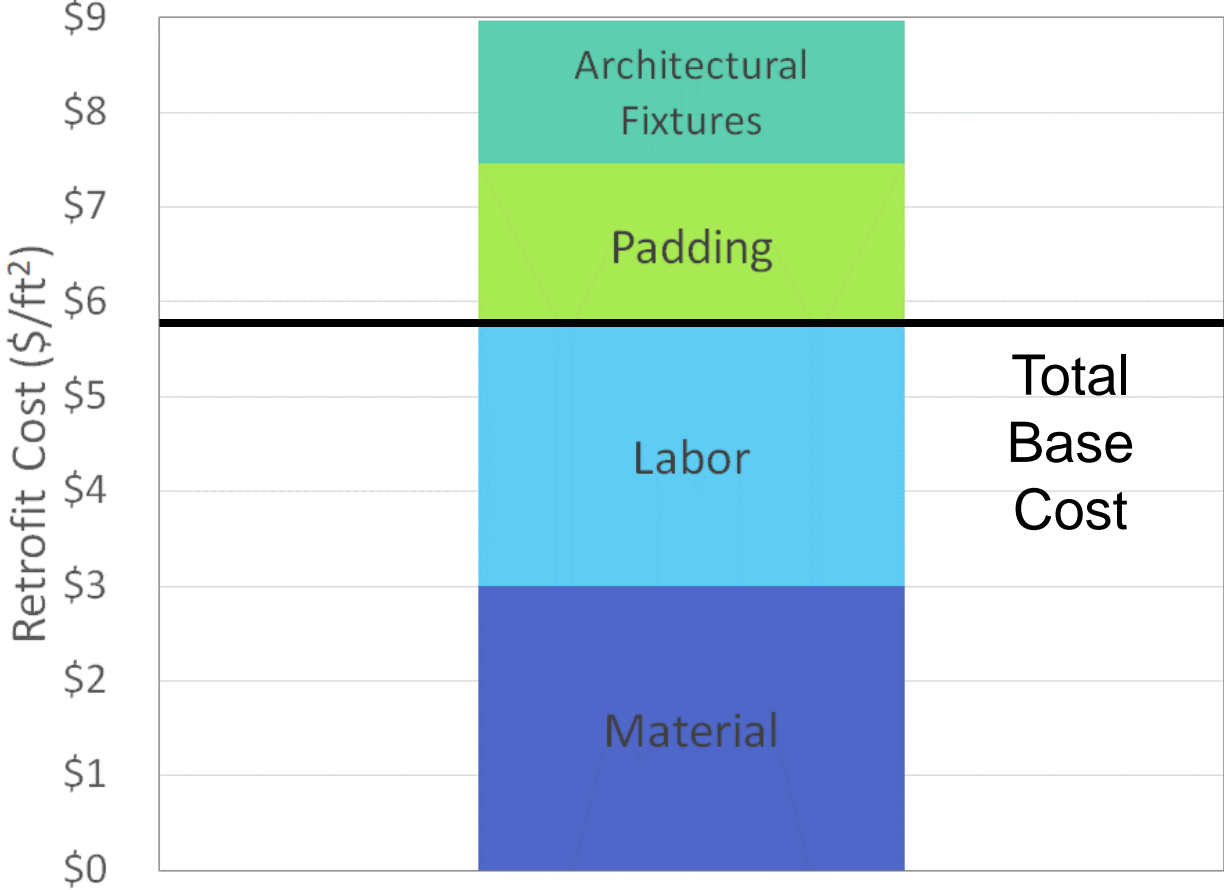 $9
$8
$7
$6
$5
$4
$3
$2
$1
$0
Retrofit Cost ($/ft²)
Architectural
Fixtures
Padding
Labor
Material
Total
Base
Cost